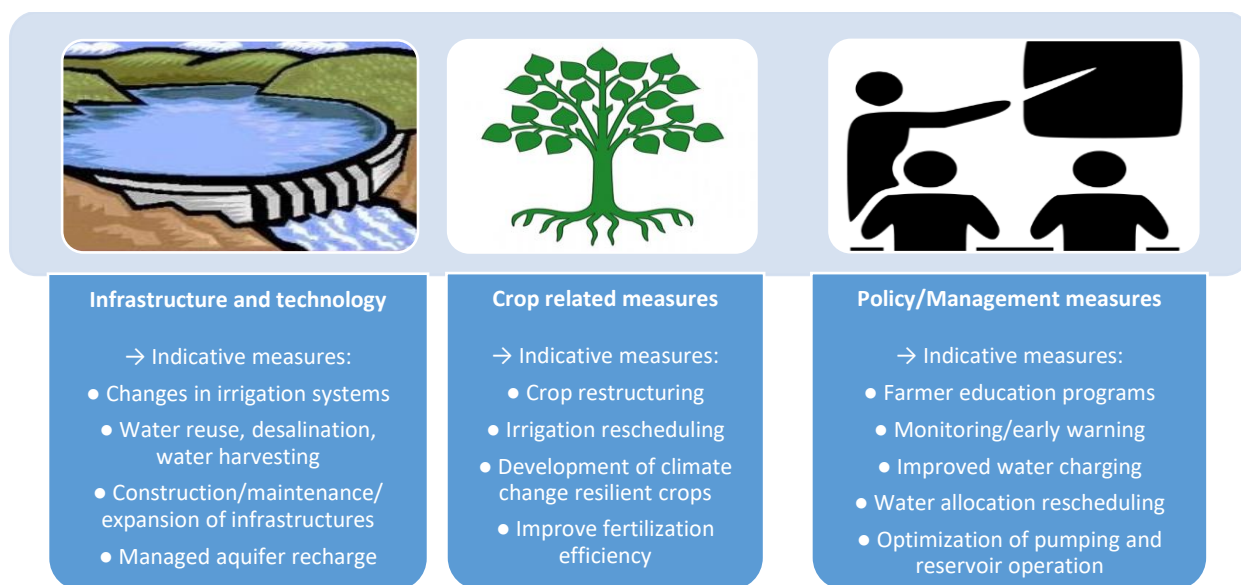 Infrastructure and technology
→ Indicative measures:
● Changes in irrigation systems
● Water reuse, desalination,
water harvesting
● Construction/maintenance/
expansion of infrastructures
● Managed aquifer recharge
Crop related measures
→ Indicative measures:
● Crop restructuring
● Irrigation rescheduling
● Development of climate
change resilient crops
● Improve fertilization
efficiency
Policy/Management measures
→ Indicative measures:
● Farmer education programs
● Monitoring/early warning
● Improved water charging
● Water allocation rescheduling
● Optimization of pumping and
reservoir operation